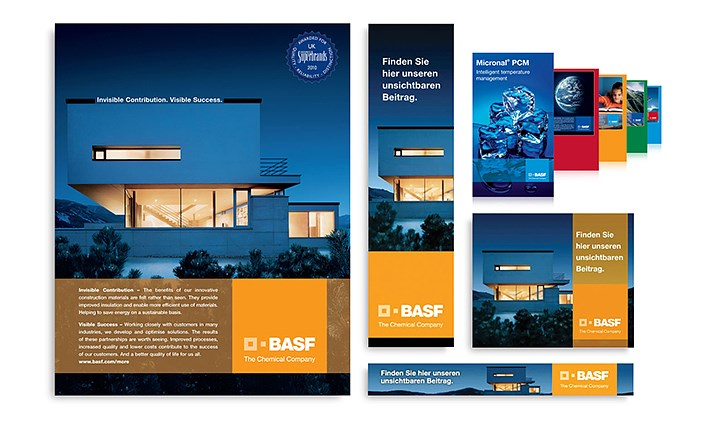 AWARDED FOR
QUALITY · RELIABILITY · DISTINCTION
UK
Superbrands
2010
Invisible Contribution. Visible Success.
Invisible Contribution – The benefits of our innovative
construction materials are felt rather than seen. They provide
improved insulation and enable more efficient use of materials.
Helping to save energy on a sustainable basis.
Visible Success – Working closely with customers in many
industries, we develop and optimise solutions. The results
of these partnerships are worth seeing. Improved processes,
increased quality and lower costs contribute to the success
of our customers. And a better quality of life for us all.
www.basf.com/more
BASF
The Chemical Company
Finden Sie
hier unseren
unsichtbaren
Beitrag.
BASF
The Chemical Company
Micronal® PCM
Intelligent temperature
management
BASF
BASF
Finden Sie
hier unseren
unsichtbaren
Beitrag.
BASF
The Chemical Company
Finden Sie hier unseren
unsichtbaren Beitrag.
BASF
The Chemical Company